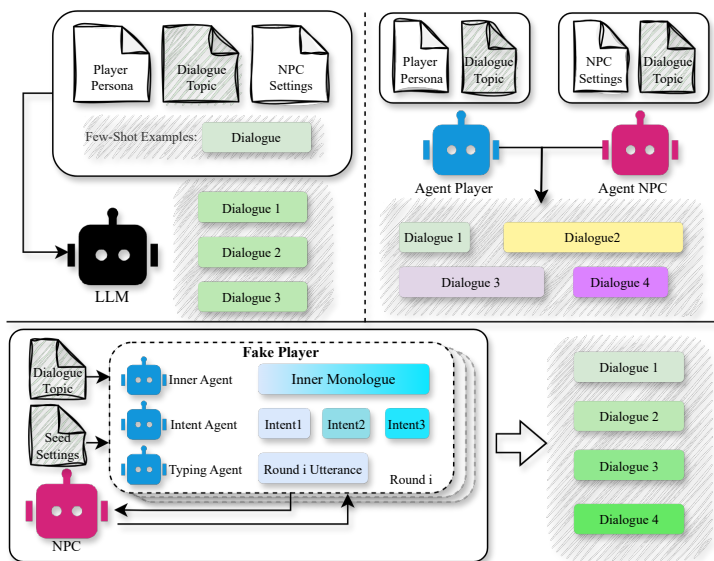 Player
Persona
Dialogue
Topic
NPC
Settings
Few-Shot Examples:
Dialogue
LLM
Dialogue 1
Dialogue 2
Dialogue 3
Player
Persona
Dialogue
Topic
NPC
Settings
Dialogue
Topic
Agent Player
Agent NPC
Dialogue 1
Dialogue2
Dialogue 3
Dialogue 4
Fake Player
Dialogue
Topic
Inner Agent
Inner Monologue
Seed
Settings
Intent Agent
Intent1
Intent2
Intent3
Typing Agent
Round i Utterance
Round i
NPC
Dialogue 1
Dialogue 2
Dialogue 3
Dialogue 4